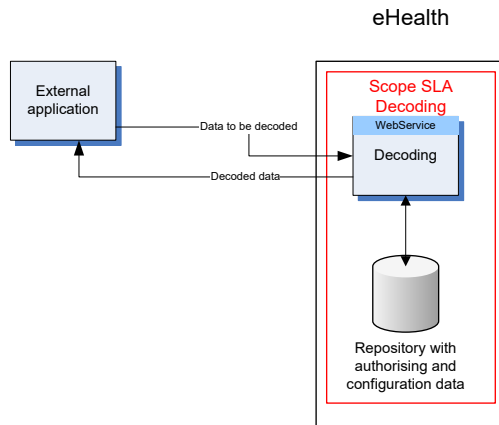 eHealth
External
application
Scope SLA
Decoding
WebService
Decoding
Data to be decoded
Decoded data
Repository with
authorising and
configuration data